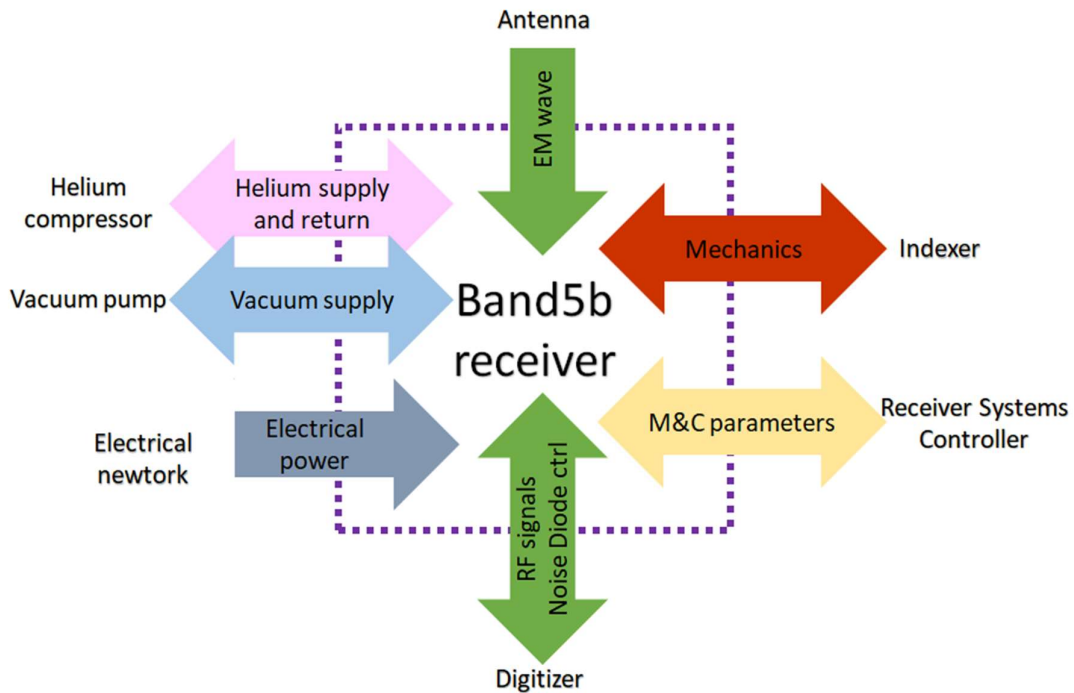 Antenna
EM wave
Helium
compressor
Helium supply
and return
Mechanics
Indexer
Vacuum pump
Vacuum supply
Band5b
receiver
M&C parameters
Receiver Systems
Controller
Electrical
newtork
Electrical
power
RF signals
Noise Diode ctrl
Digitizer